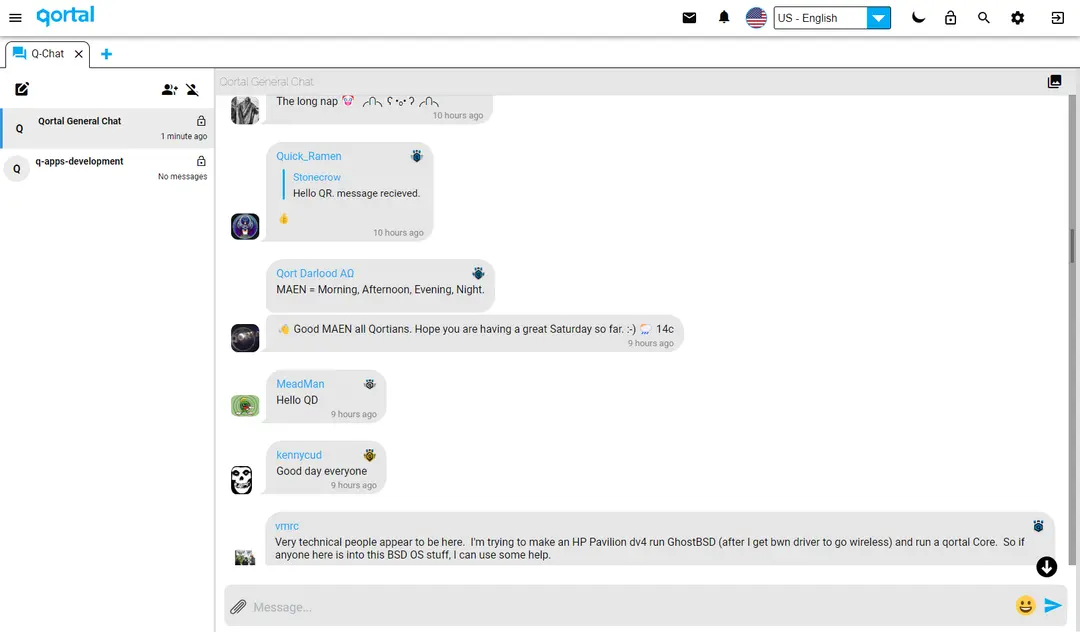 qortal
US - English
Q-Chat
Qortal General Chat
Q
Qortal General Chat
1 minute ago
Q
q-apps-development
No messages
The long nap
10 hours ago
Quick_Ramen
Stonecrow
Hello QR. message recieved.
10 hours ago
Qort Darlood AΩ
MAEN = Morning, Afternoon, Evening, Night.
Good MAEN all Qortians. Hope you are having a great Saturday so far. :-) 14c
9 hours ago
MeadMan
Hello QD
9 hours ago
kennycud
Good day everyone
9 hours ago
vmrc
Very technical people appear to be here. I'm trying to make an HP Pavilion dv4 run GhostBSD (after I get bwn driver to go wireless) and run a qortal Core. So if
anyone here is into this BSD OS stuff, I can use some help.
Message...